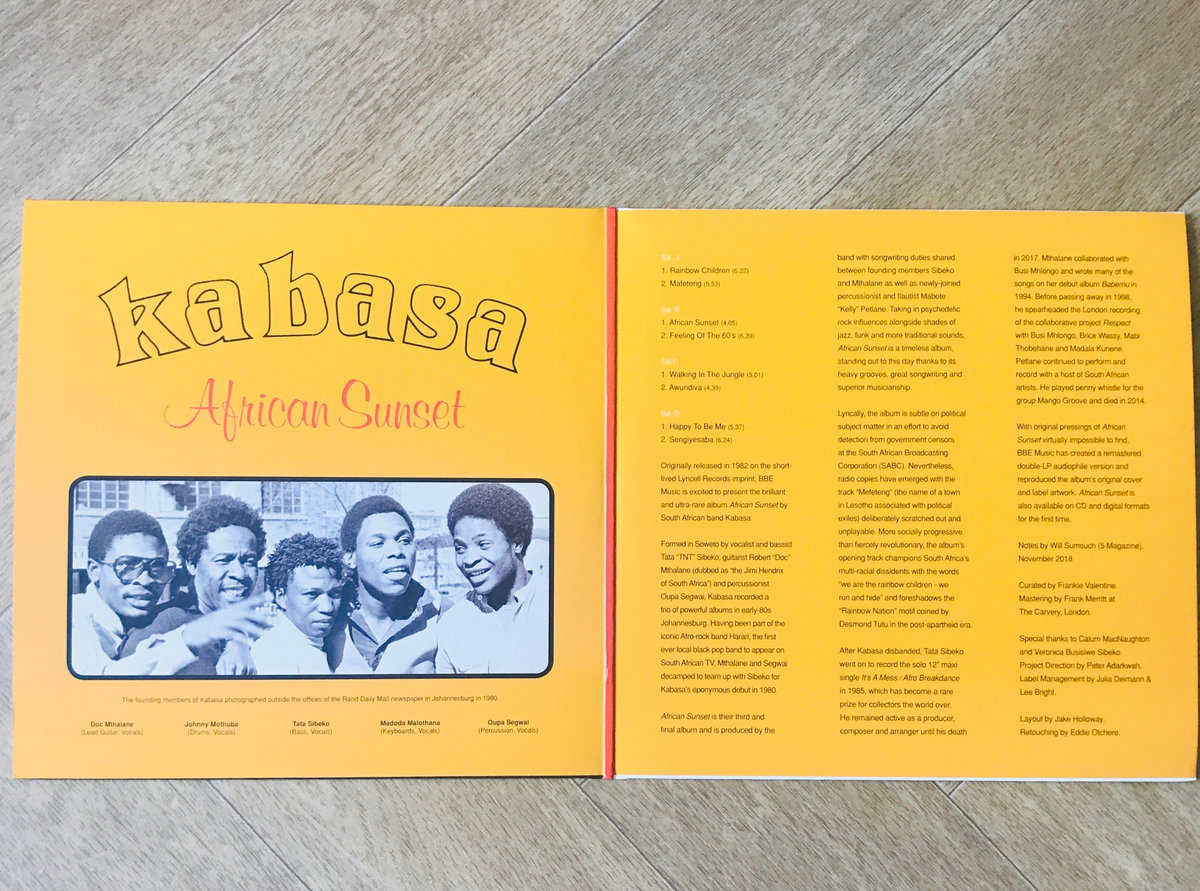 kabasa
African Sunset
The founding members of Kabasa photographed outside the offices of the Rand Daily Mail newspaper in Johannesburg in 1980.
Doc Mthalane
(Lead Guitar, Vocals)
Johnny Mothuba
(Drums, Vocals)
Tata Sibeko
(Bass, Vocals)
Madoda Malothana
(Keyboards, Vocals)
Oupa Segwai
(Percussion, Vocals)
Side A
1. Rainbow Children (6,22)
2. Mafeteng (5,53)
Side B
1. African Sunset (4,05)
2. Feeling Of The 60's (6,39)
Side C
1. Walking In The Jungle (5,01)
2. Awundiva (4,39)
Side D
1. Happy To Be Me (5,37)
2. Sengiyesaba (6,24)
Originally released in 1982 on the short-
lived Lyncell Records imprint, BBE
Music is excited to present the brilliant
and ultra-rare album African Sunset by
South African band Kabasa.
Formed in Soweto by vocalist and bassist
Tata “TNT” Sibeko, guitarist Robert “Doc”
Mthalane (dubbed as “the Jimi Hendrix
of South Africa”) and percussionist
Oupa Segwai, Kabasa recorded a
trio of powerful albums in early-80s
Johannesburg. Having been part of the
iconic Afro-rock band Harari, the first
ever local black pop band to appear on
South African TV, Mthalane and Segwai
decamped to team up with Sibeko for
Kabasa's eponymous debut in 1980.
African Sunset is their third and
final album and is produced by the
band with songwriting duties shared
between founding members Sibeko
and Mthalane as well as newly-joined
percussionist and flautist Mabote
“Kelly” Petlane. Taking in psychedelic
rock influences alongside shades of
jazz, funk and more traditional sounds,
African Sunset is a timeless album,
standing out to this day thanks to its
heavy grooves, great songwriting and
superior musicianship.
Lyrically, the album is subtle on political
subject matter in an effort to avoid
detection from government censors
at the South African Broadcasting
Corporation (SABC). Nevertheless,
radio copies have emerged with the
track “Mefeteng” (the name of a town
in Lesotho associated with political
exiles) deliberately scratched out and
unplayable. More socially progressive
than fiercely revolutionary, the album's
opening track champions South Africa's
multi-racial dissidents with the words
“we are the rainbow children - we
run and hide” and foreshadows the
“Rainbow Nation” motif coined by
Desmond Tutu in the post-apartheid era.
After Kabasa disbanded, Tata Sibeko
went on to record the solo 12” maxi
single It's A Mess / Afro Breakdance
in 1985, which has become a rare
prize for collectors the world over.
He remained active as a producer,
composer and arranger until his death
in 2017. Mthalane collaborated with
Busi Mhlongo and wrote many of the
songs on her debut album Babemu in
1994. Before passing away in 1998,
he spearheaded the London recording
of the collaborative project Respect
with Busi Mhlongo, Brice Wassy, Mabi
Thobehane and Madala Kunene.
Petlane continued to perform and
record with a host of South African
artists. He played penny whistle for the
group Mango Groove and died in 2014.
With original pressings of African
Sunset virtually impossible to find,
BBE Music has created a remastered
double-LP audiophile version and
reproduced the album's original cover
and label artwork. African Sunset is
also available on CD and digital formats
for the first time.
Notes by Will Sumsuch (5 Magazine),
November 2018
Curated by Frankie Valentine.
Mastering by Frank Merritt at
The Carvery, London.
Special thanks to Calum MacNaughton
and Veronica Busisiwe Sibeko.
Project Direction by Peter Adarkwah.
Label Management by Julia Deimann &
Lee Bright.
Layout by Jake Holloway.
Retouching by Eddie Otchere.